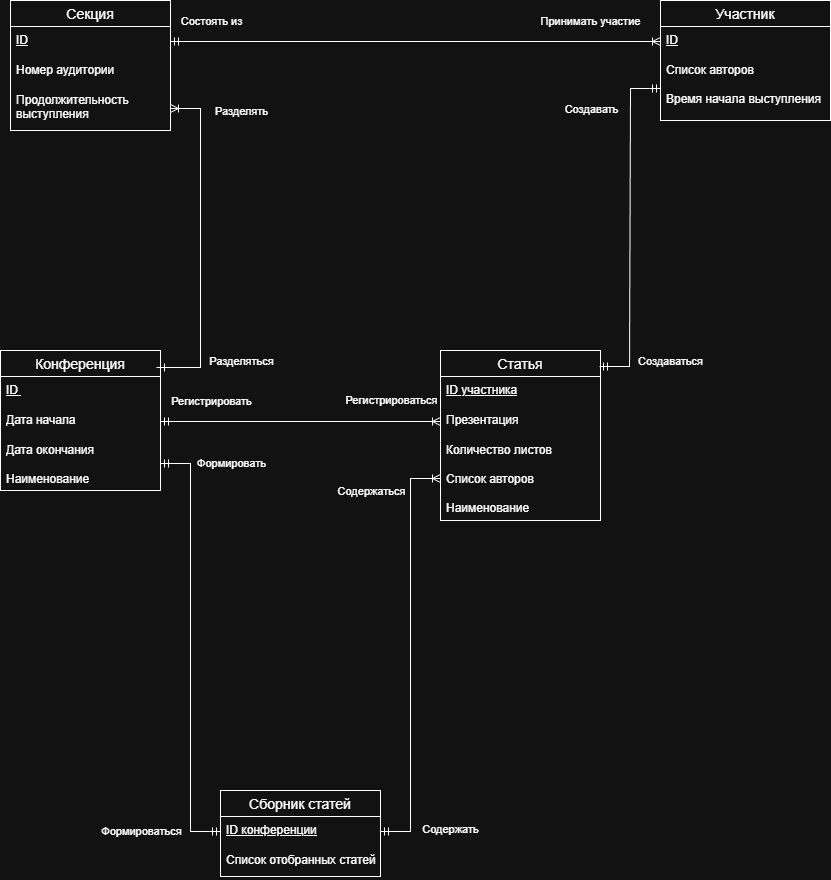 Секция
ID
Номер аудитории
Продолжительность
выступления
Состоять из
Принимать участие
Участник
ID
Список авторов
Время начала выступления
Разделять
Создавать
Конференция
ID
Дата начала
Дата окончания
Наименование
Разделяться
Регистрировать
Регистрироваться
Формировать
Содержаться
Статья
ID участника
Презентация
Количество листов
Список авторов
Наименование
Создаваться
Сборник статей
ID конференции
Список отобранных статей
Формироваться
Содержать